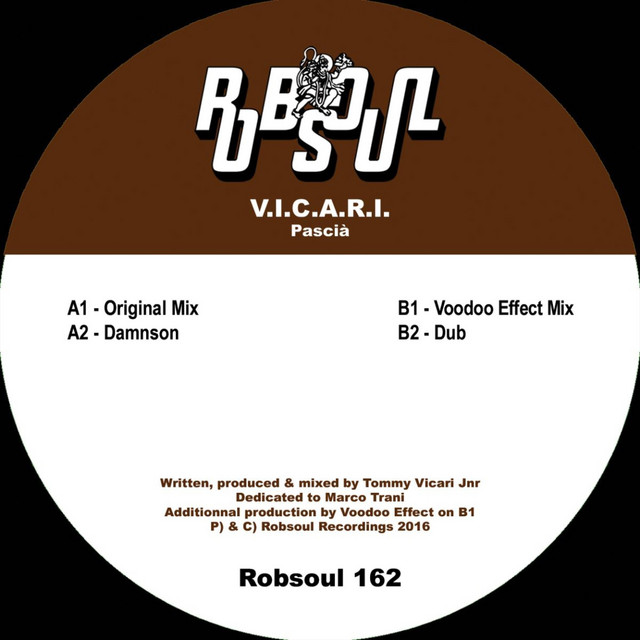 ROBSOUL
V.I.C.A.R.I.
Pascià
A1 - Original Mix
A2 - Damnson
B1 - Voodoo Effect Mix
B2 - Dub
Written, produced & mixed by Tommy Vicari Jnr
Dedicated to Marco Trani
Additionnal production by Voodoo Effect on B1
P) & C) Robsoul Recordings 2016
Robsoul 162